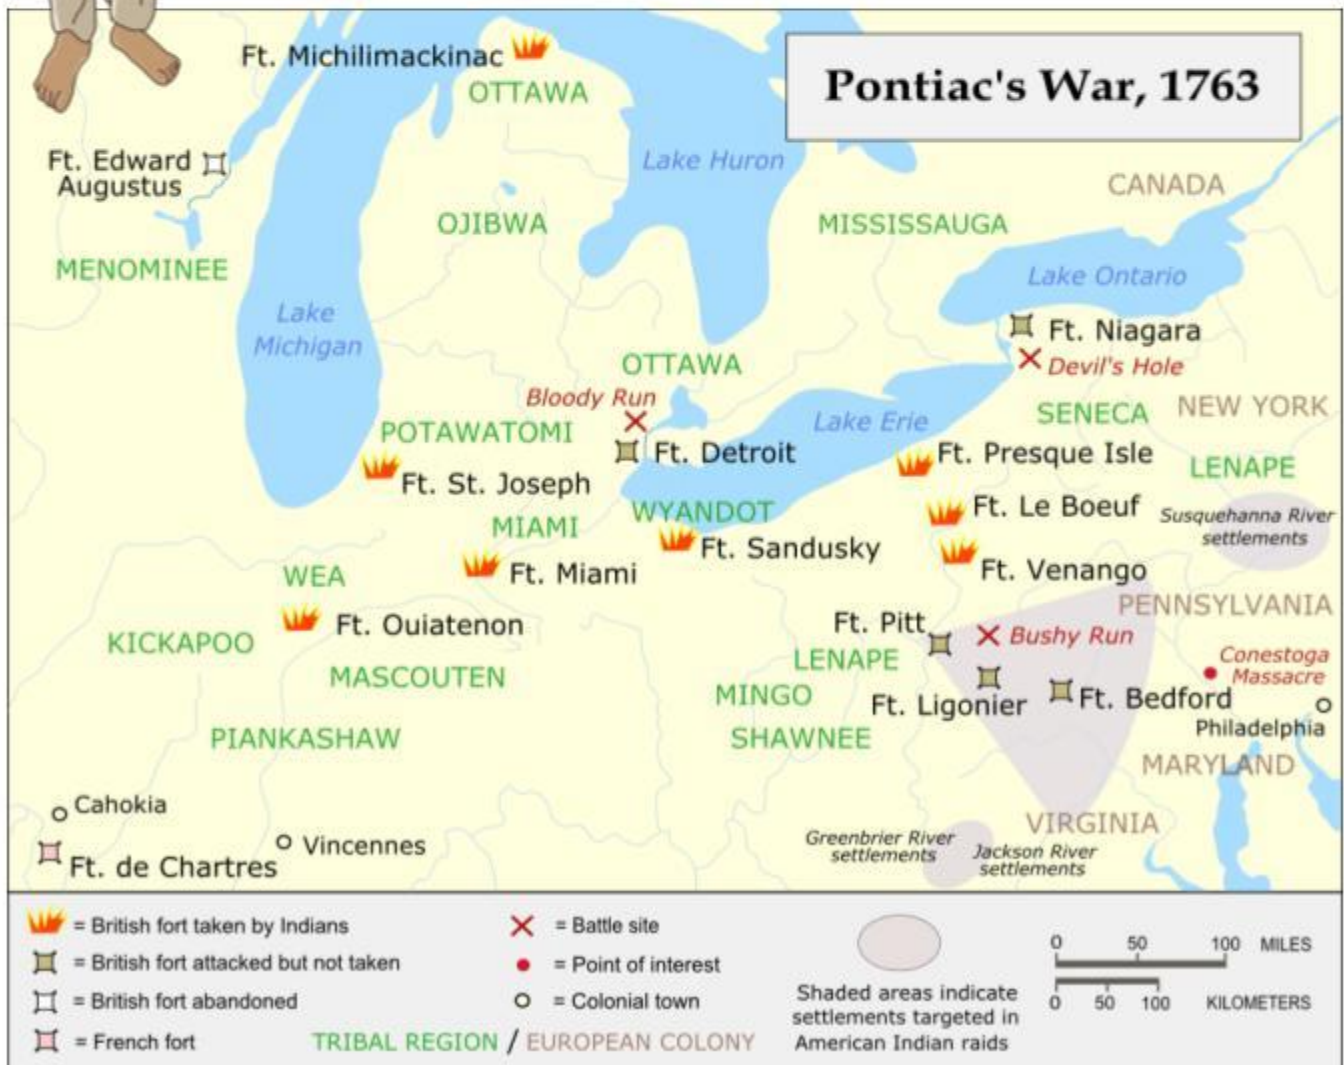 Pontiac's War, 1763
Ft. Michilimackinac
OTTAWA
Ft. Edward
Augustus
Lake Huron
CANADA
OJIBWA
MISSISSAUGA
MENOMINEE
Lake Ontario
Lake
Michigan
Ft. Niagara
Devil's Hole
OTTAWA
Bloody Run
Lake Erie
SENECA
NEW YORK
POTAWATOMI
Ft. Detroit
Ft. Presque Isle
LENAPE
Ft. St. Joseph
WYANDOT
Ft. Le Boeuf
Susquehanna River
settlements
MIAMI
Ft. Sandusky
Ft. Miami
Ft. Venango
WEA
PENNSYLVANIA
Ft. Ouiatenon
Ft. Pitt
Bushy Run
KICKAPOO
LENAPE
Conestoga
Massacre
MASCOUTEN
MINGO
Ft. Ligonier
Ft. Bedford
Philadelphia
PIANKASHAW
SHAWNEE
MARYLAND
Cahokia
VIRGINIA
Vincennes
Greenbrier River
settlements
Jackson River
settlements
Ft. de Chartres
= British fort taken by Indians
= British fort attacked but not taken
= British fort abandoned
= French fort
= Battle site
= Point of interest
= Colonial town
TRIBAL REGION / EUROPEAN COLONY
Shaded areas indicate
settlements targeted in
American Indian raids
0 50 100 MILES
0 50 100 KILOMETERS